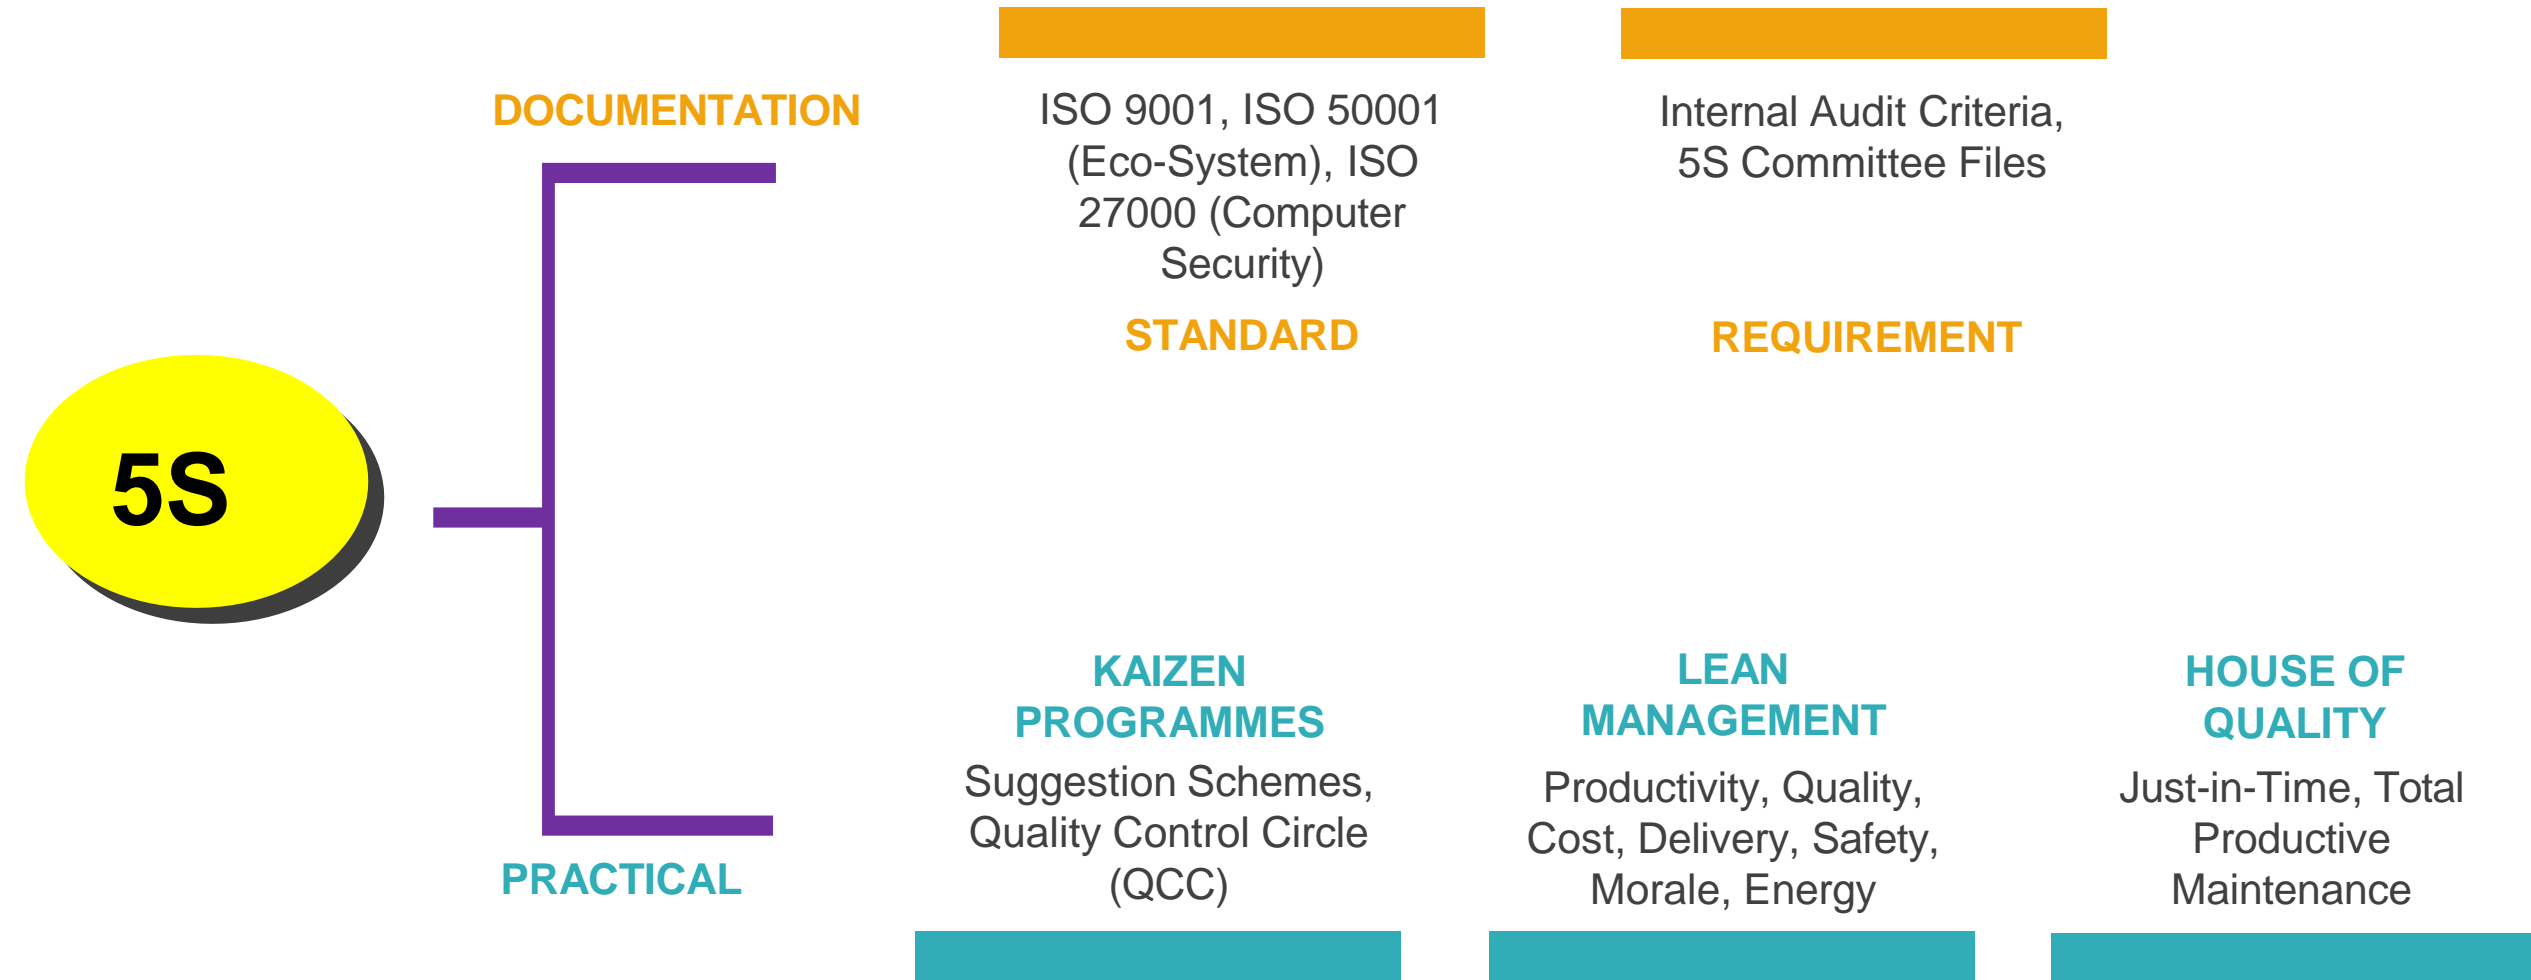 DOCUMENTATION
ISO 9001, ISO 50001
(Eco-System), ISO
27000 (Computer
Security)
STANDARD
Internal Audit Criteria,
5S Committee Files
REQUIREMENT
5S
PRACTICAL
KAIZEN
PROGRAMMES
Suggestion Schemes,
Quality Control Circle
(QCC)
LEAN
MANAGEMENT
Productivity, Quality,
Cost, Delivery, Safety,
Morale, Energy
HOUSE OF
QUALITY
Just-in-Time, Total
Productive
Maintenance